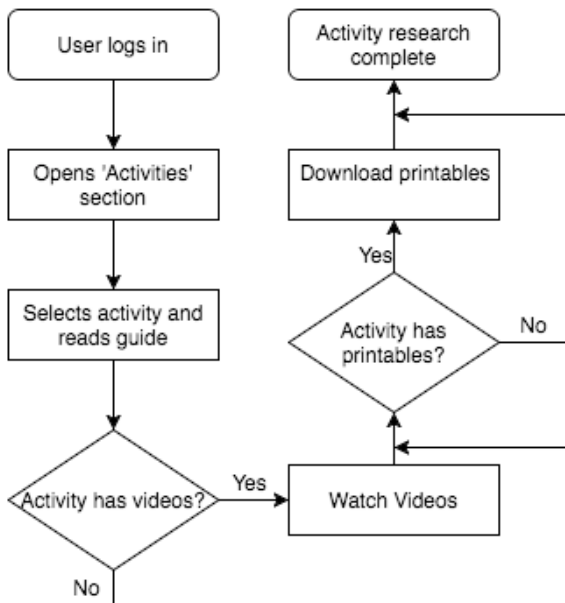 User logs in
Opens 'Activities'
section
Selects activity and
reads guide
Activity has videos?
Yes
No
Watch Videos
Activity has
printables?
Yes
No
Download printables
Activity research
complete